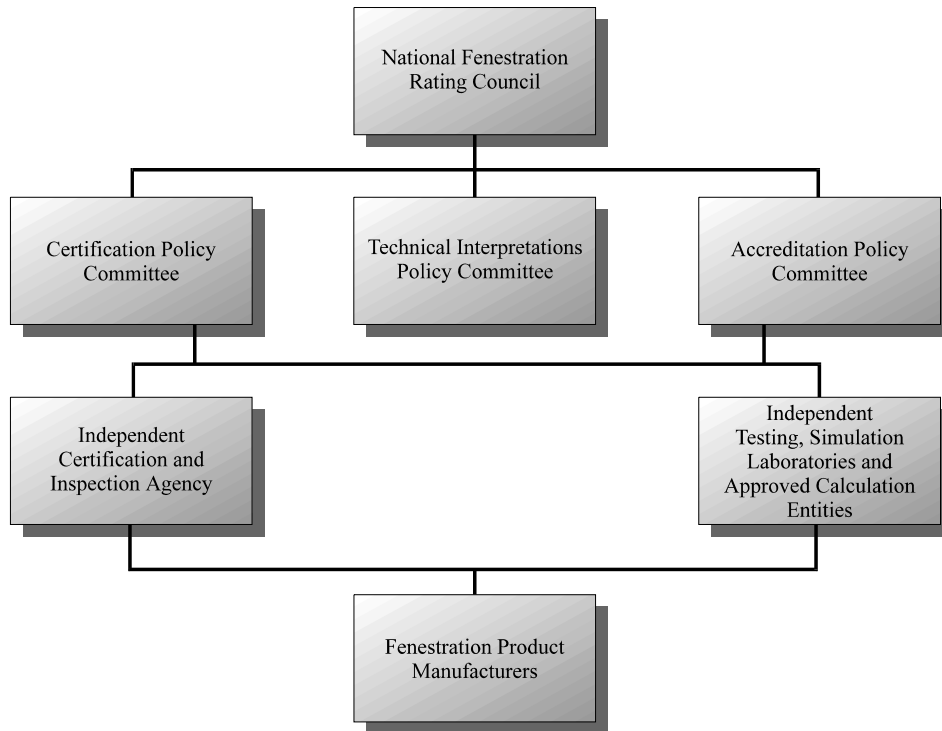 National Fenestration
Rating Council
Certification Policy
Committee
Technical Interpretations
Policy Committee
Accreditation Policy
Committee
Independent
Certification and
Inspection Agency
Independent
Testing, Simulation
Laboratories and
Approved Calculation
Entities
Fenestration Product
Manufacturers